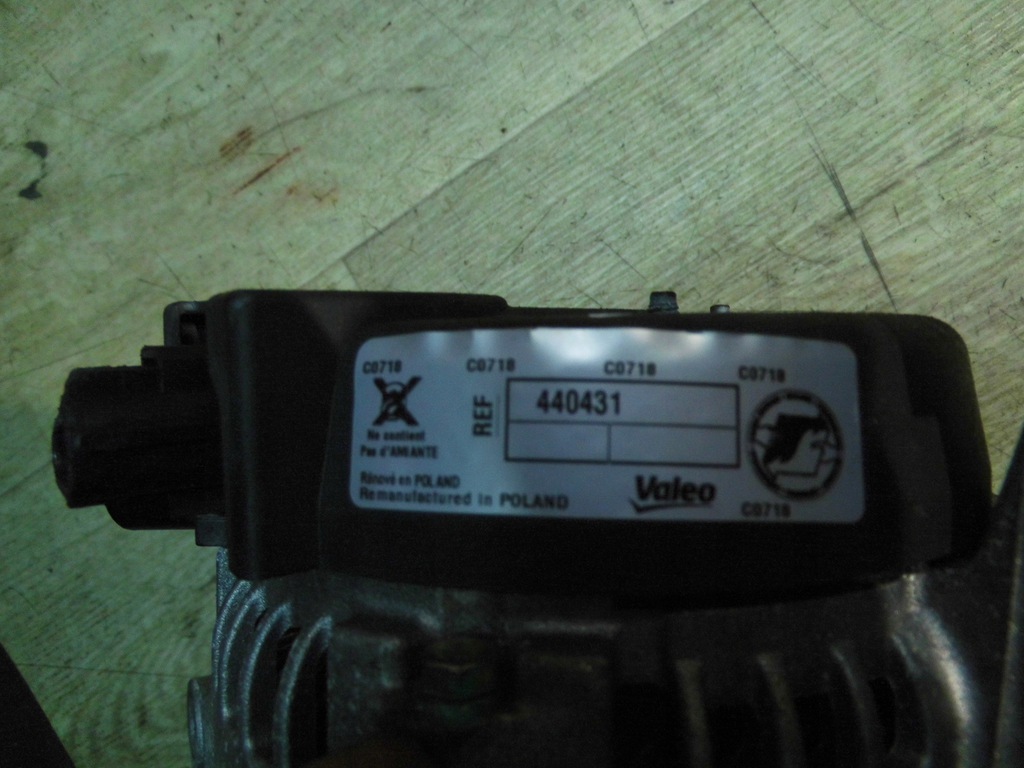 C0718 C0718 C0718 C0718
REF 440431
Ne contient
Pas d'AMIANTE
Rénové en POLAND
Remanufactured in POLAND
Valeo
C0718